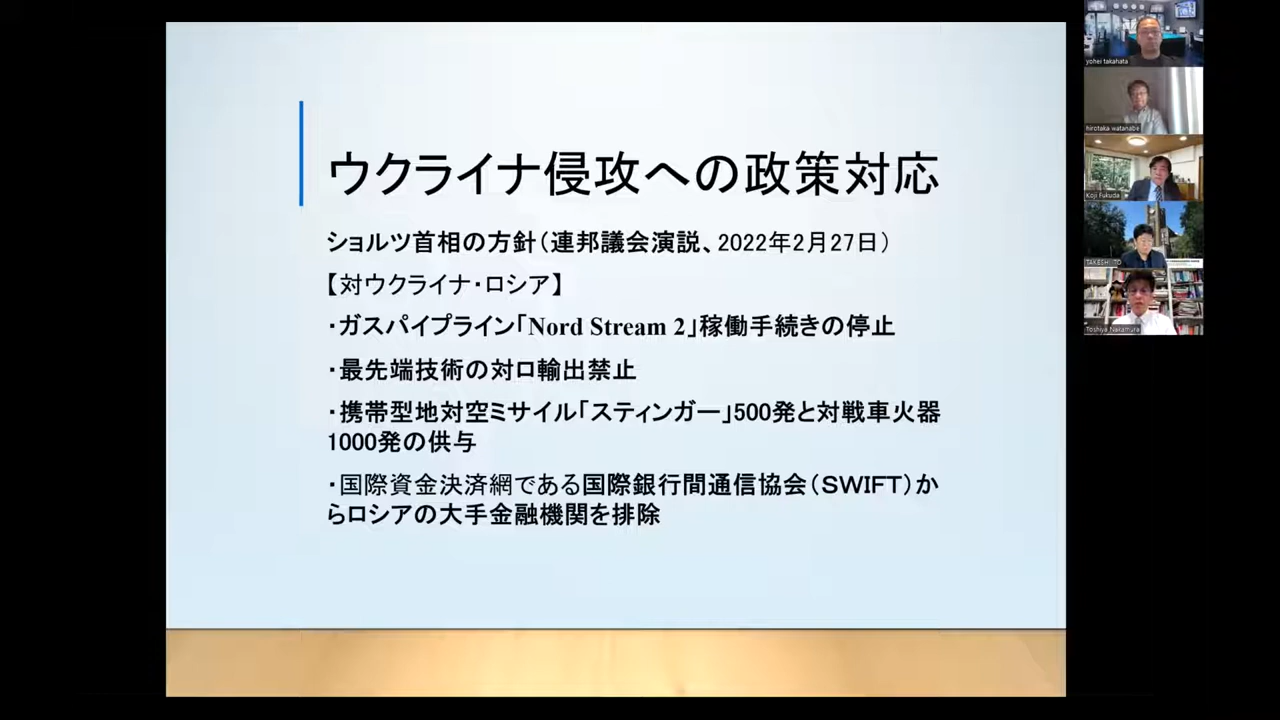 ウクライナ侵攻への政策対応
ショルツ首相の方針（連邦議会演説、2022年2月27日）
【対ウクライナ・ロシア】
・ガスパイプライン「Nord Stream 2」稼働手続きの停止
・最先端技術の対ロ輸出禁止
・携帯型地対空ミサイル「スティンガー」500発と対戦車火器
1000発の供与
・国際資金決済網である国際銀行間通信協会（ＳＷＩＦＴ）か
らロシアの大手金融機関を排除
yohei takahata
hirotaka watanabe
Koji Fukuda
TAKESHI ITO
Toshiya Nakamura